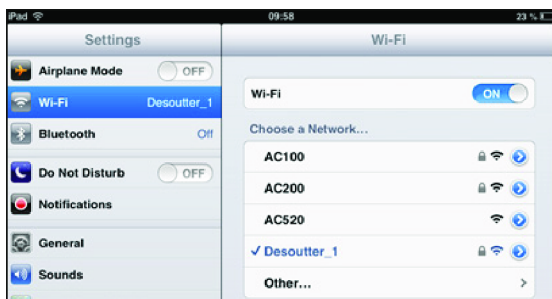 iPad 09:58 23 %
Settings
Airplane Mode OFF
Wi-Fi Desoutter_1
Bluetooth Off
Do Not Disturb OFF
Notifications
General
Sounds
Wi-Fi
Wi-Fi ON
Choose a Network...
AC100
AC200
AC520
✓ Desoutter_1
Other...